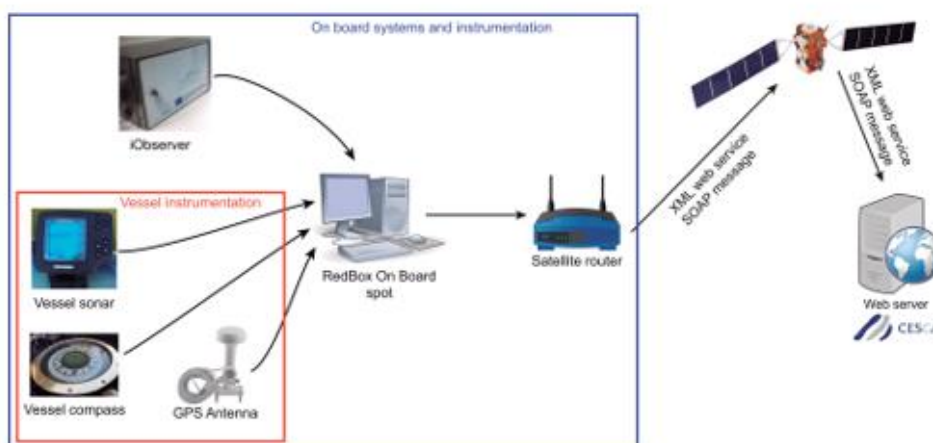 On board systems and instrumentation
iObserver
Vessel instrumentation
Vessel sonar
Vessel compass
GPS Antenna
RedBox On Board
spot
Satellite router
XML web service
SOAP message
XML web service
SOAP message
Web server